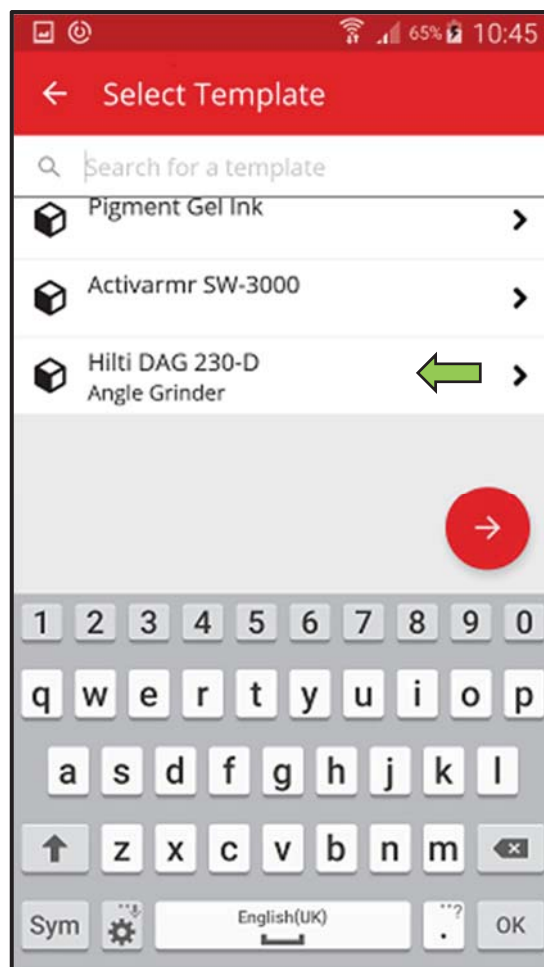 65% 10:45
Select Template
Search for a template
Pigment Gel Ink
Activarmr SW-3000
Hilti DAG 230-D
Angle Grinder
1 2 3 4 5 6 7 8 9 0
q w e r t y u i o p
a s d f g h j k l
z x c v b n m
Sym English(UK) . ? OK